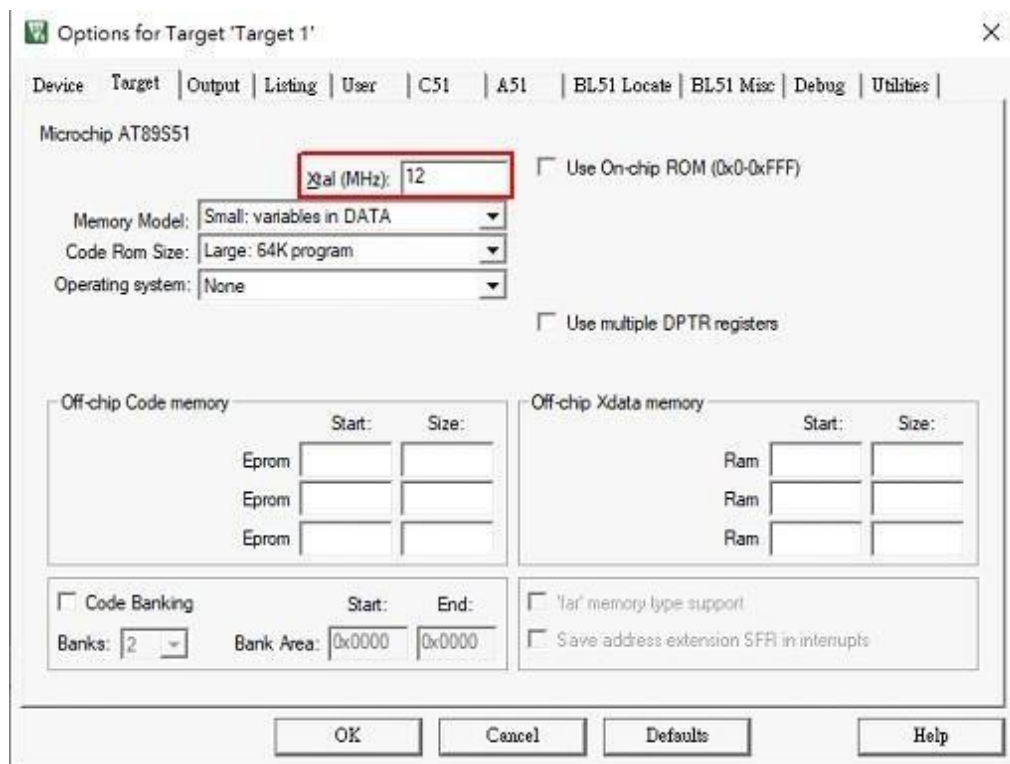 Options for Target 'Target 1'
Device Target Output Listing User C51 A51 BL51 Locate BL51 Misc Debug Utilities
Microchip AT89S51
Xtal (MHz): 12
Use On-chip ROM (0x0-0xFFF)
Memory Model: Small: variables in DATA
Code Rom Size: Large: 64K program
Operating system: None
Use multiple DPTR registers
Off-chip Code memory
Start: Size:
Eprom
Eprom
Eprom
Off-chip Xdata memory
Start: Size:
Ram
Ram
Ram
Code Banking Start: End:
Banks: 2 Bank Area: 0x0000 0x0000
'far' memory type support
Save address extension SFR in interrupts
OK Cancel Defaults Help